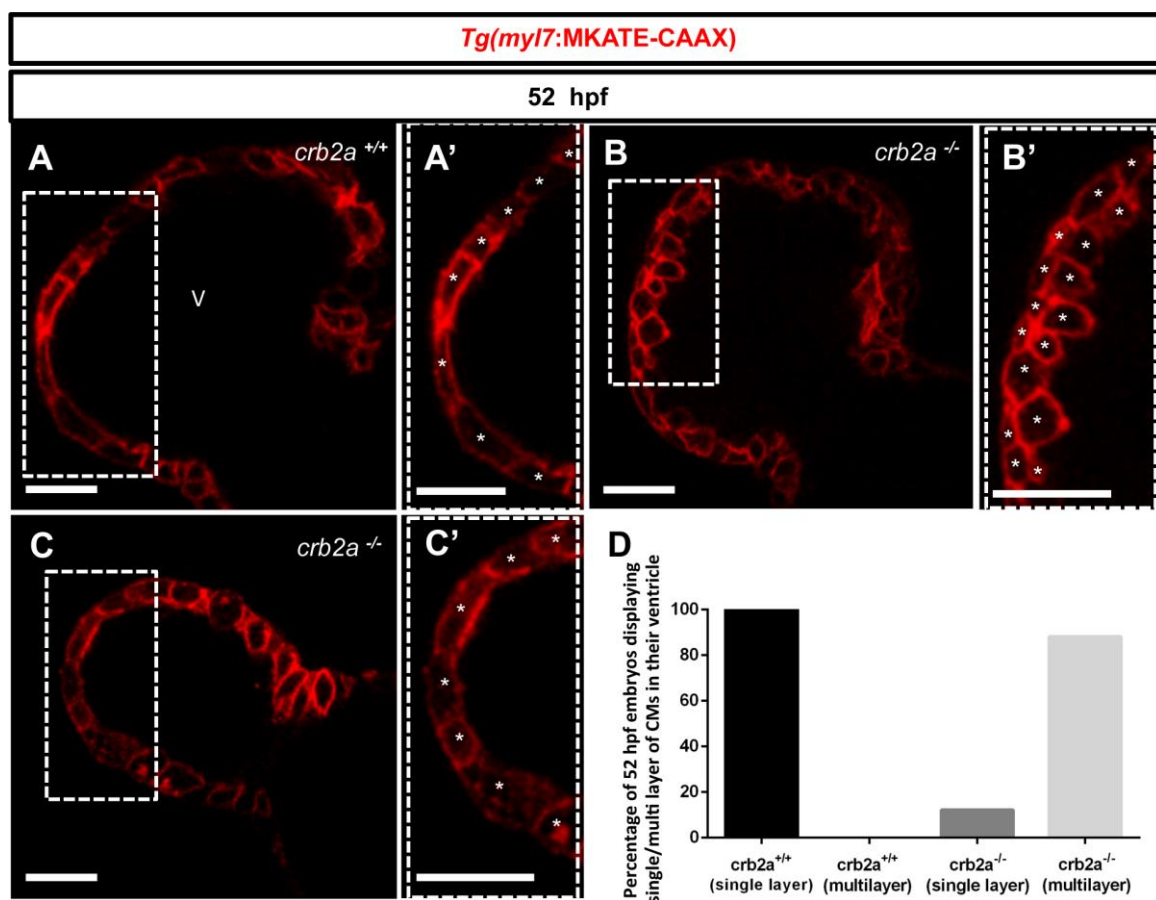 Tg(myl7:MKATE-CAAX)
52 hpf
A
crb2a +/+
A'
B
crb2a -/-
B'
V
C
crb2a -/-
C'
D
Percentage of 52 hpf embryos displaying
single/multi layer of CMs in their ventricle
100
80
60
40
20
0
crb2a+/+
(single layer)
crb2a+/+
(multilayer)
crb2a-/-
(single layer)
crb2a-/-
(multilayer)